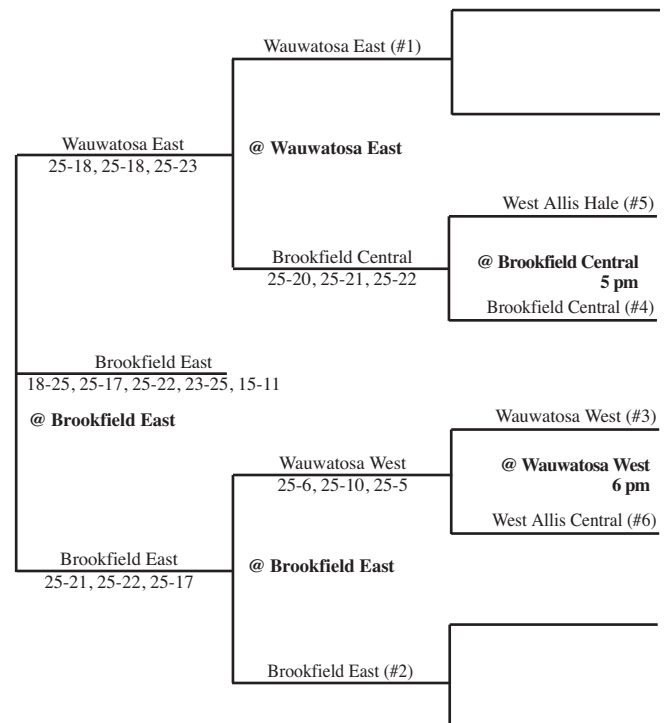 Wauwatosa East (#1)
Wauwatosa East
25-18, 25-18, 25-23
@ Wauwatosa East
West Allis Hale (#5)
Brookfield Central
25-20, 25-21, 25-22
@ Brookfield Central
5 pm
Brookfield Central (#4)
Brookfield East
18-25, 25-17, 25-22, 23-25, 15-11
@ Brookfield East
Wauwatosa West (#3)
Wauwatosa West
25-6, 25-10, 25-5
@ Wauwatosa West
6 pm
West Allis Central (#6)
Brookfield East
25-21, 25-22, 25-17
@ Brookfield East
Brookfield East (#2)